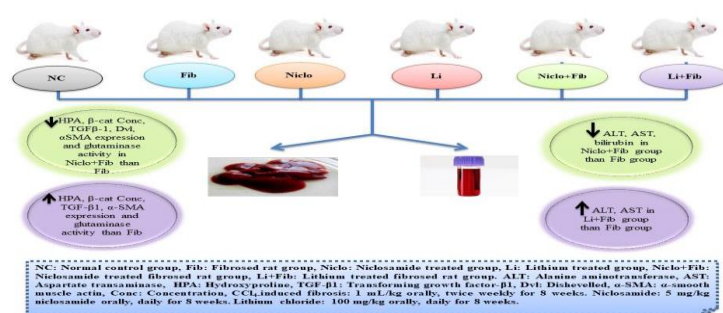 NC
Fib
Niclo
Li
Niclo+Fib
Li+Fib
↓HPA, β-cat Conc,
TGFβ-1, Dvl,
αSMA expression
and glutaminase
activity in
Niclo+Fib than
Fib
↑HPA, β-cat Conc,
TGF-β1, α-SMA
expression and
glutaminase
activity than Fib
↓ALT, AST,
bilirubin in
Niclo+Fib group
than Fib group
↑ALT, AST in
Li+Fib group
than Fib group
NC: Normal control group, Fib: Fibrosed rat group, Niclo: Niclosamide treated group, Li: Lithium treated group, Niclo+Fib:
Niclosamide treated fibrosed rat group, Li+Fib: Lithium treated fibrosed rat group. ALT: Alanine aminotransferase, AST:
Aspartate transaminase, HPA: Hydroxyproline, TGF-β1: Transforming growth factor-β1, Dvl: Dishevelled, α-SMA: α-smooth
muscle actin, Conc: Concentration, CCl₄.induced fibrosis: 1 mL/kg orally, twice weekly for 8 weeks. Niclosamide: 5 mg/kg
niclosamide orally, daily for 8 weeks. Lithium chloride: 100 mg/kg orally, daily for 8 weeks.